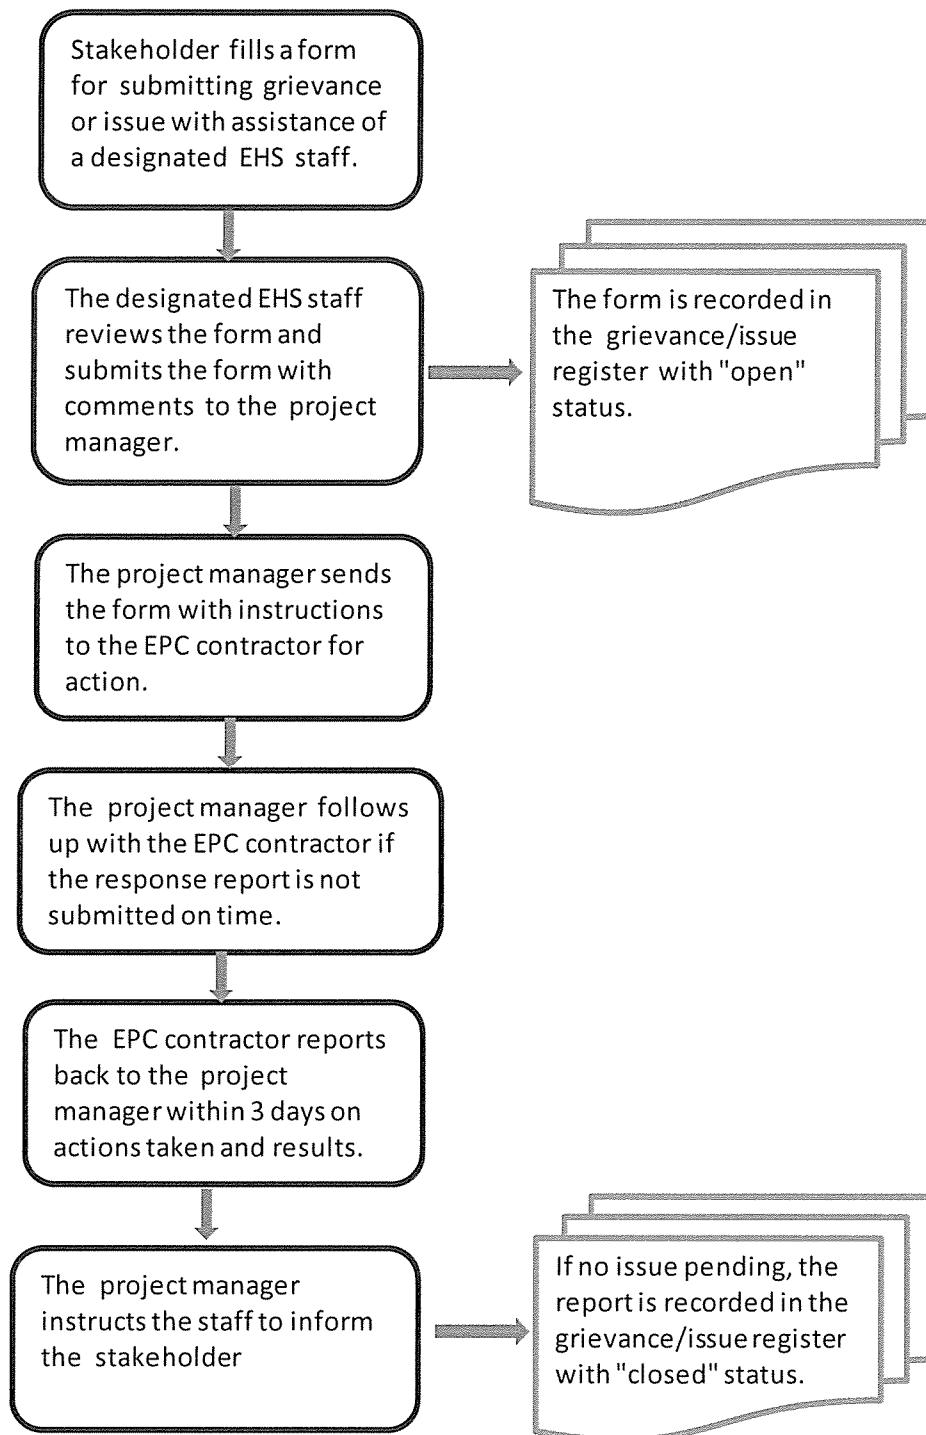 Stakeholder fills a form
for submitting grievance
or issue with assistance of
a designated EHS staff.
The designated EHS staff
reviews the form and
submits the form with
comments to the project
manager.
The form is recorded in
the grievance/issue
register with "open"
status.
The project manager sends
the form with instructions
to the EPC contractor for
action.
The project manager follows
up with the EPC contractor if
the response report is not
submitted on time.
The EPC contractor reports
back to the project
manager within 3 days on
actions taken and results.
The project manager
instructs the staff to inform
the stakeholder
If no issue pending, the
report is recorded in the
grievance/issue register
with "closed" status.